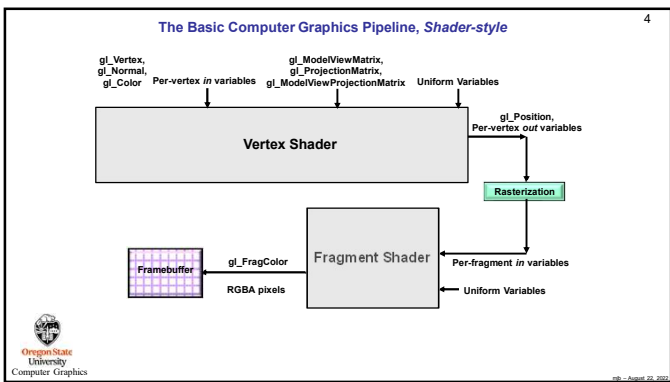 4
The Basic Computer Graphics Pipeline, Shader-style
gl_Vertex,
gl_Normal,
gl_Color
Per-vertex in variables
gl_ModelViewMatrix,
gl_ProjectionMatrix,
gl_ModelViewProjectionMatrix
Uniform Variables
Vertex Shader
gl_Position,
Per-vertex out variables
Rasterization
Fragment Shader
Per-fragment in variables
Uniform Variables
gl_FragColor
RGBA pixels
Framebuffer
Oregon State
University
Computer Graphics
mjb – August 22, 2022